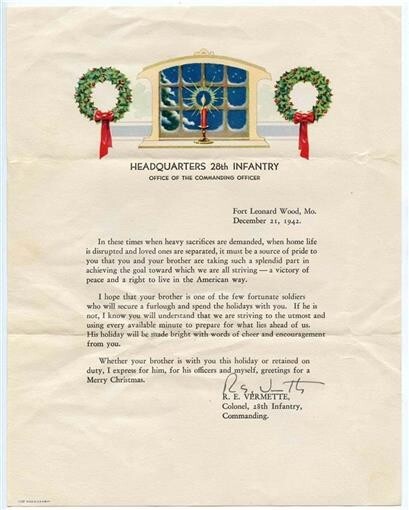 HEADQUARTERS 28th INFANTRY
OFFICE OF THE COMMANDING OFFICER
Fort Leonard Wood, Mo.
December 21, 1942.
In these times when heavy sacrifices are demanded, when home life
is disrupted and loved ones are separated, it must be a source of pride to
you that you and your brother are taking such a splendid part in
achieving the goal toward which we are all striving — a victory of
peace and a right to live in the American way.
I hope that your brother is one of the few fortunate soldiers
who will secure a furlough and spend the holidays with you. If he is
not, I know you will understand that we are striving to the utmost and
using every available minute to prepare for what lies ahead of us.
His holiday will be made bright with words of cheer and encouragement
from you.
Whether your brother is with you this holiday or retained on
duty, I express for him, for his officers and myself, greetings for a
Merry Christmas.
R. E. VERMETTE,
Colonel, 28th Infantry,
Commanding.